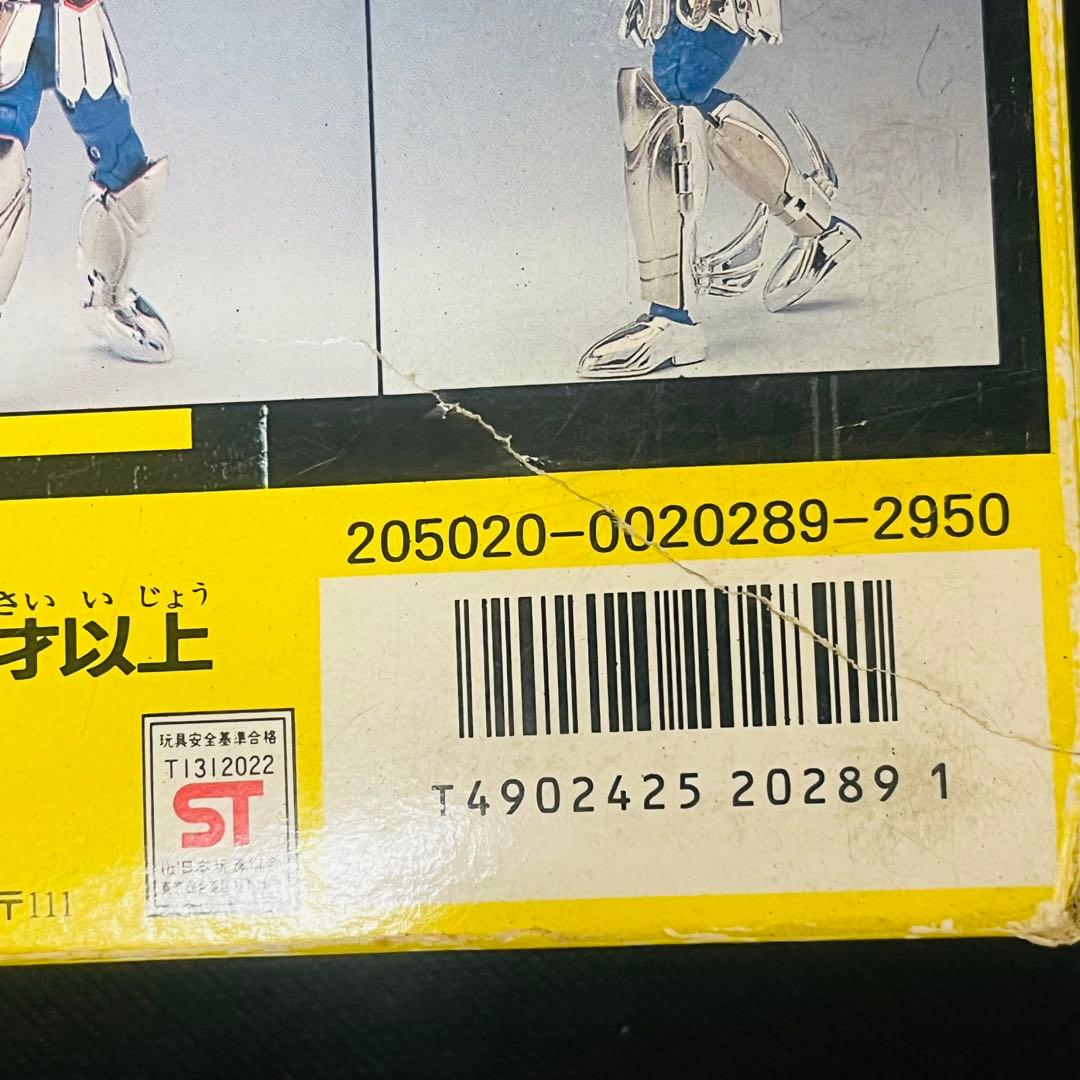 205020-0020289-2950
さい い じょう
才以上
玩具安全基準合格
T1312022
ST
T4902425 20289 1
〒111